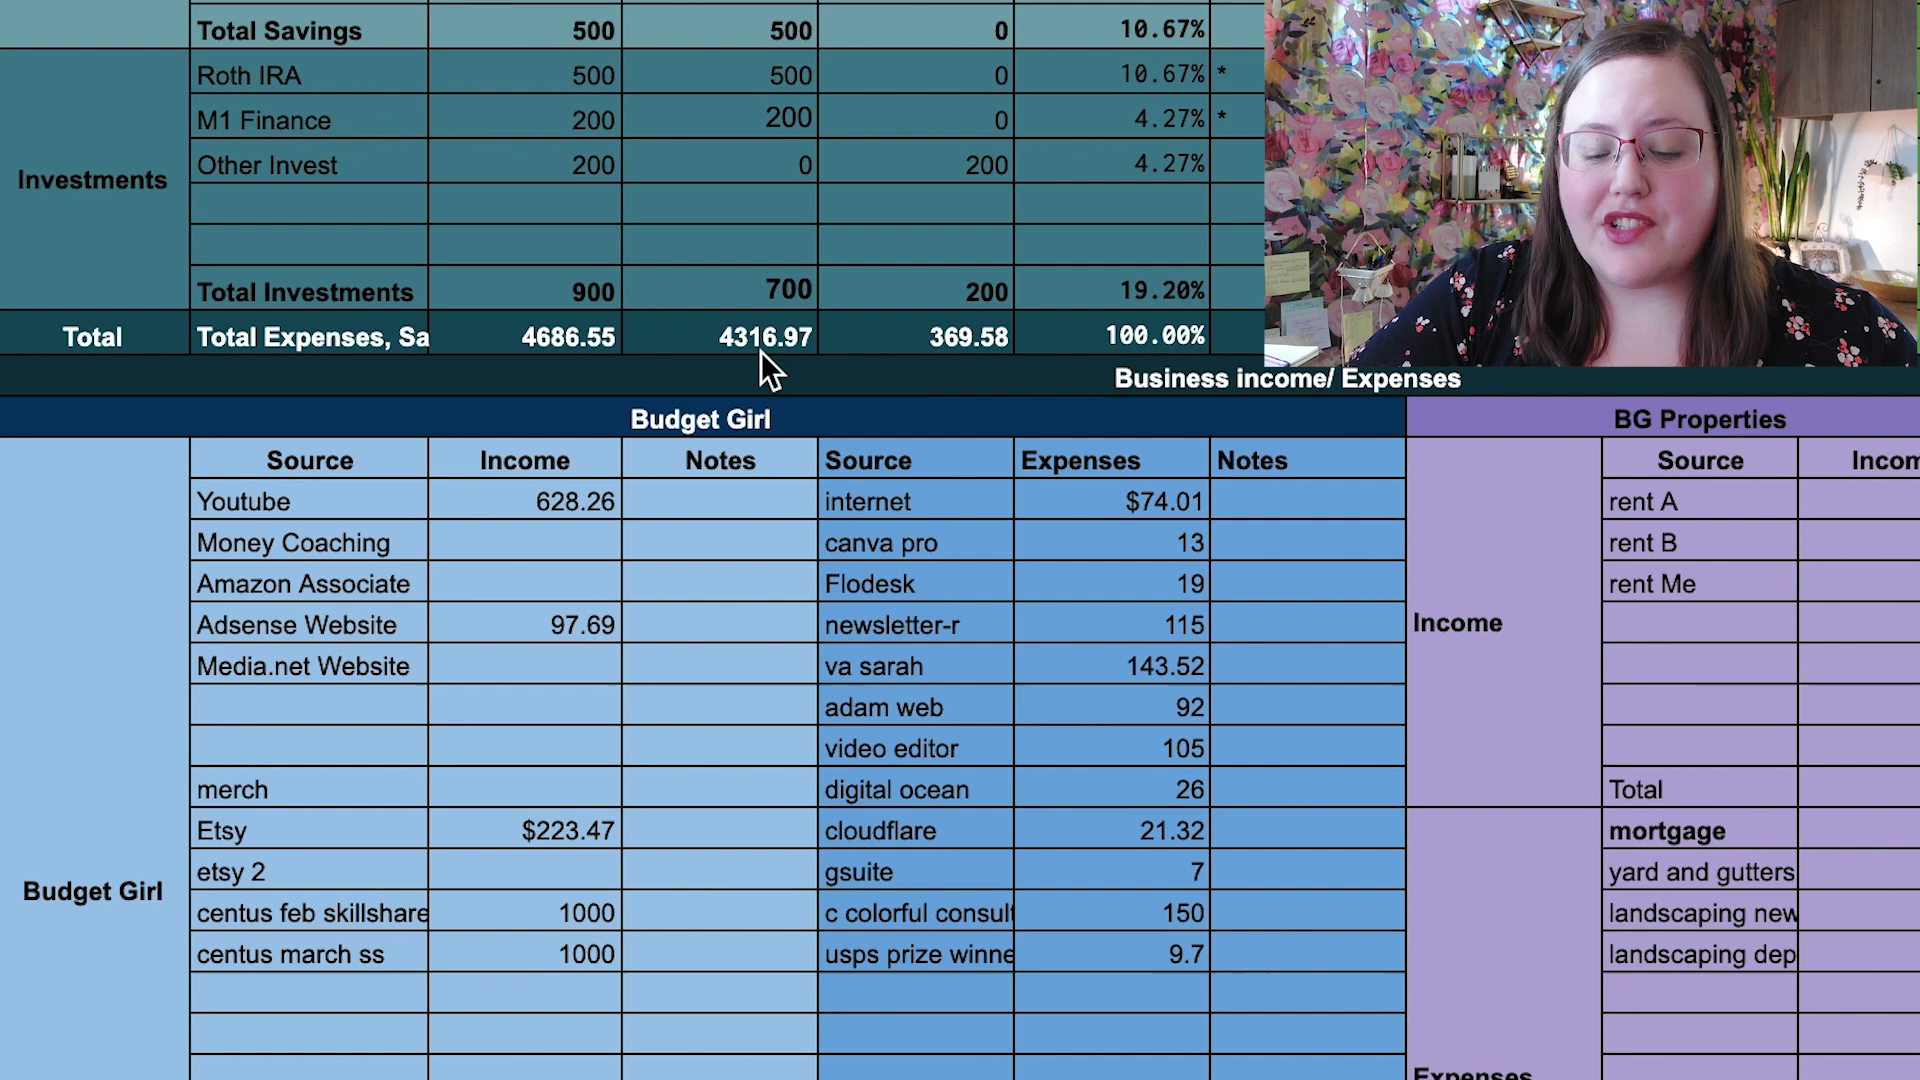 Total Savings 500 500 0 10.67%
Roth IRA 500 500 0 10.67% *
M1 Finance 200 200 0 4.27% *
Other Invest 200 0 200 4.27%
Investments
Total Investments 900 700 200 19.20%
Total Total Expenses, Sa 4686.55 4316.97 369.58 100.00%
Business income/ Expenses
Budget Girl BG Properties
Source Income Notes Source Expenses Notes Source Incom
Youtube 628.26 internet $74.01 rent A
Money Coaching canva pro 13 rent B
Amazon Associate Flodesk 19 rent Me
Adsense Website 97.69 newsletter-r 115 Income
Media.net Website va sarah 143.52
adam web 92
video editor 105
merch digital ocean 26 Total
Etsy $223.47 cloudflare 21.32 mortgage
etsy 2 gsuite 7 yard and gutters
Budget Girl
centus feb skillshare 1000 c colorful consult 150 landscaping new
centus march ss 1000 usps prize winne 9.7 landscaping dep
Expenses